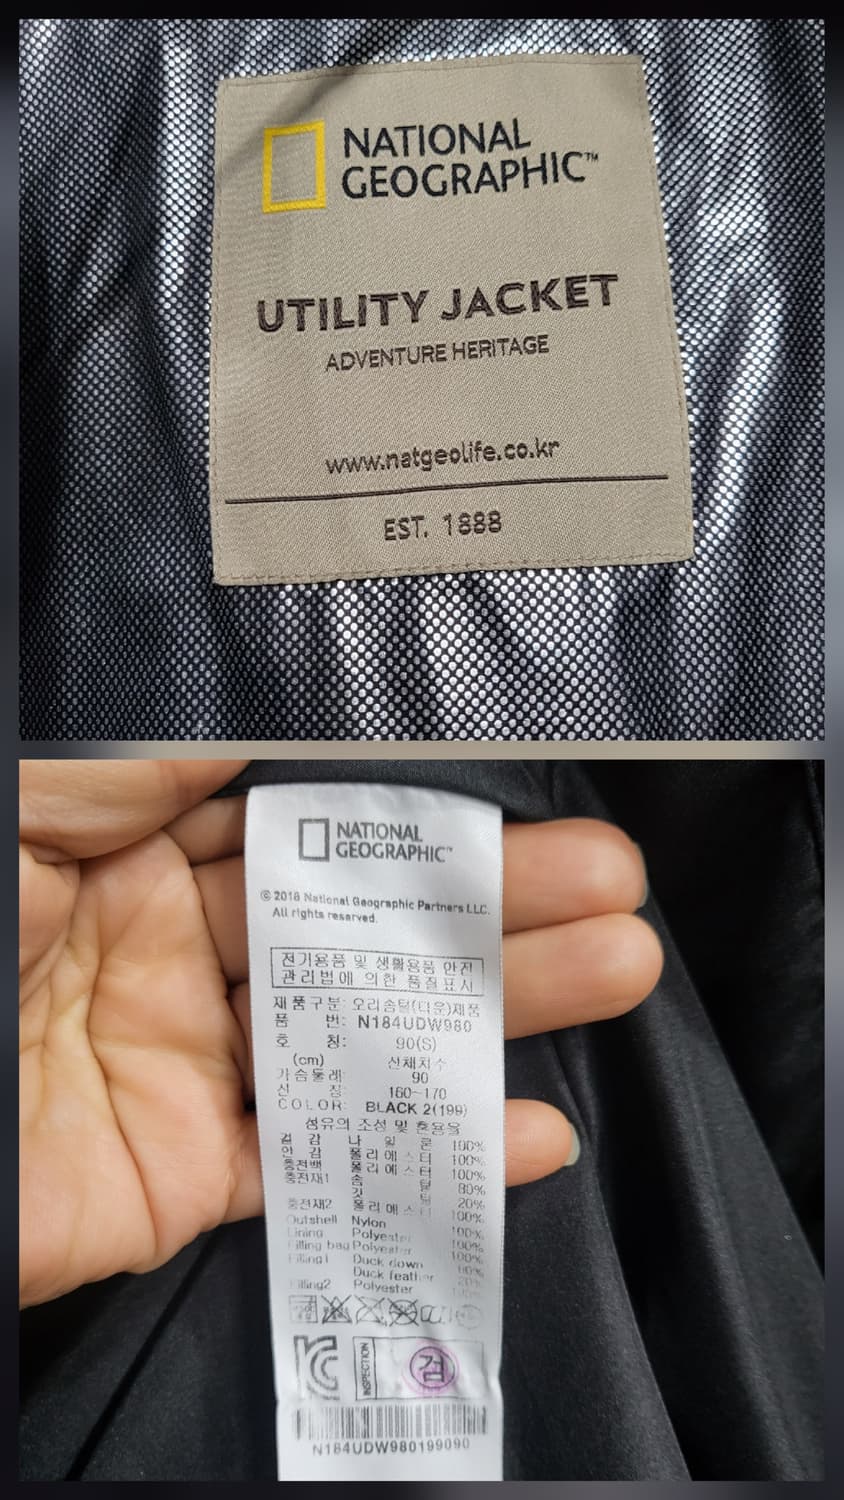 NATIONAL
GEOGRAPHIC™
UTILITY JACKET
ADVENTURE HERITAGE
www.natgeolife.co.kr
EST. 1888
NATIONAL
GEOGRAPHIC™
© 2018 National Geographic Partners LLC.
All rights reserved.
전기용품 및 생활용품 안전
관리법에 의한 품질표시
제품구분: 오리솜털(다운)제품
품 번: N184UDW980
호 칭: 90(S)
(cm) 신체치수
가슴둘레: 90
신 장: 160~170
COLOR: BLACK 2(199)
섬유의 조성 및 혼용율
겉감 나일론 100%
안감 폴리에스터 100%
충전백 폴리에스터 100%
충전재1 솜털 80%
깃털 20%
충전재2 폴리에스터 100%
Outshell Nylon 100%
Lining Polyester 100%
Filling bag Polyester 100%
Filling1 Duck down 80%
Duck feather 20%
Filling2 Polyester
INSPECTION
검
N184UDW980199090